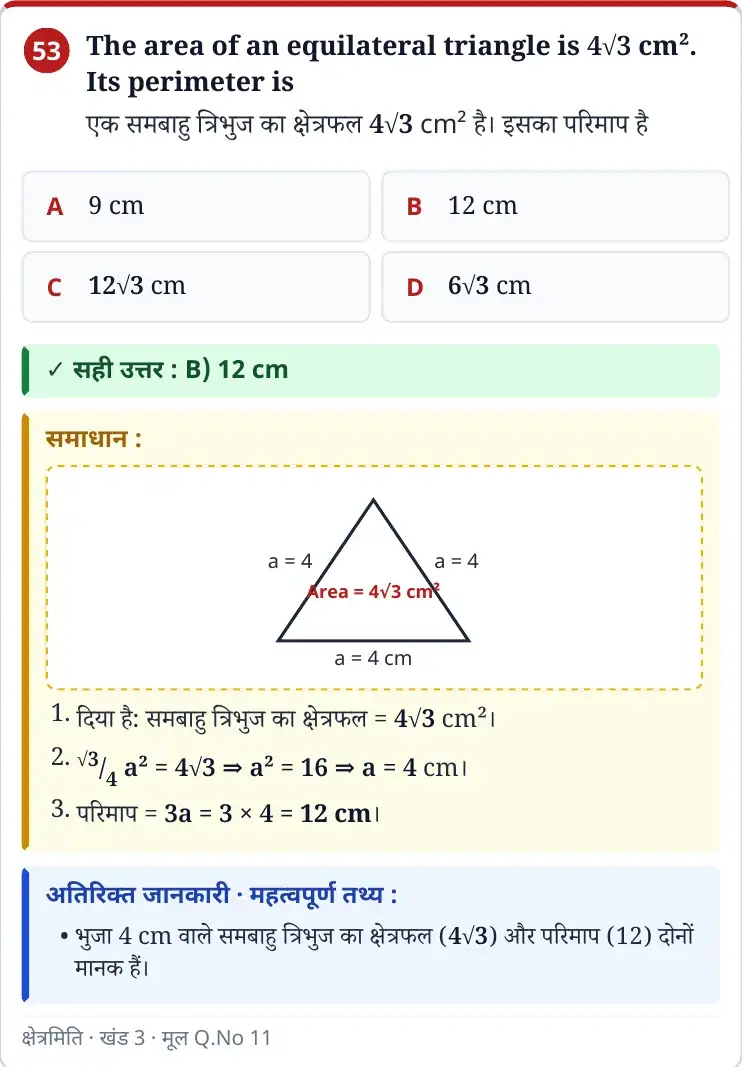 53 The area of an equilateral triangle is 4√3 cm².
Its perimeter is
एक समबाहु त्रिभुज का क्षेत्रफल 4√3 cm² है। इसका परिमाप है
A 9 cm
B 12 cm
C 12√3 cm
D 6√3 cm
✓ सही उत्तर : B) 12 cm
समाधान :
a = 4
a = 4
Area = 4√3 cm²
a = 4 cm
1. दिया है: समबाहु त्रिभुज का क्षेत्रफल = 4√3 cm²।
2. √3/4 a² = 4√3 ⇒ a² = 16 ⇒ a = 4 cm।
3. परिमाप = 3a = 3 × 4 = 12 cm।
अतिरिक्त जानकारी · महत्वपूर्ण तथ्य :
• भुजा 4 cm वाले समबाहु त्रिभुज का क्षेत्रफल (4√3) और परिमाप (12) दोनों
मानक हैं।
क्षेत्रमिति · खंड 3 · मूल Q.No 11